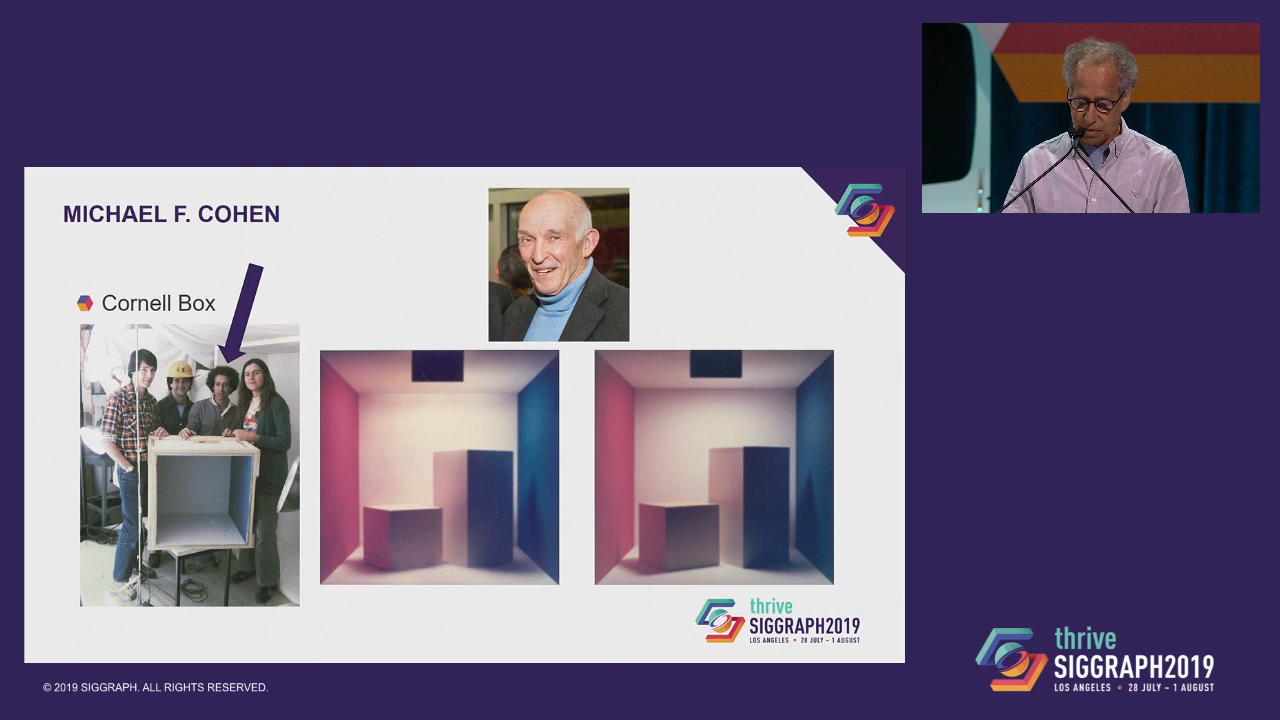 MICHAEL F. COHEN
Cornell Box
thrive
SIGGRAPH2019
LOS ANGELES • 28 JULY – 1 AUGUST
© 2019 SIGGRAPH. ALL RIGHTS RESERVED.
thrive
SIGGRAPH2019
LOS ANGELES • 28 JULY – 1 AUGUST